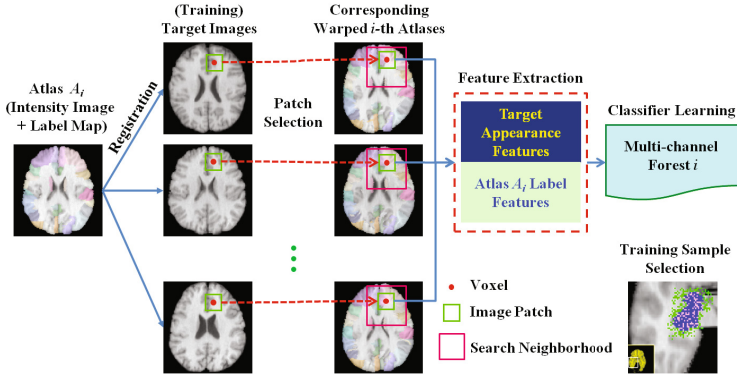 (Training)
Target Images
Corresponding
Warped i-th Atlases
Atlas Ai
(Intensity Image
+ Label Map)
Registration
Patch
Selection
Feature Extraction
Target
Appearance
Features
Atlas Ai Label
Features
Classifier Learning
Multi-channel
Forest i
Training Sample
Selection
Voxel
Image Patch
Search Neighborhood